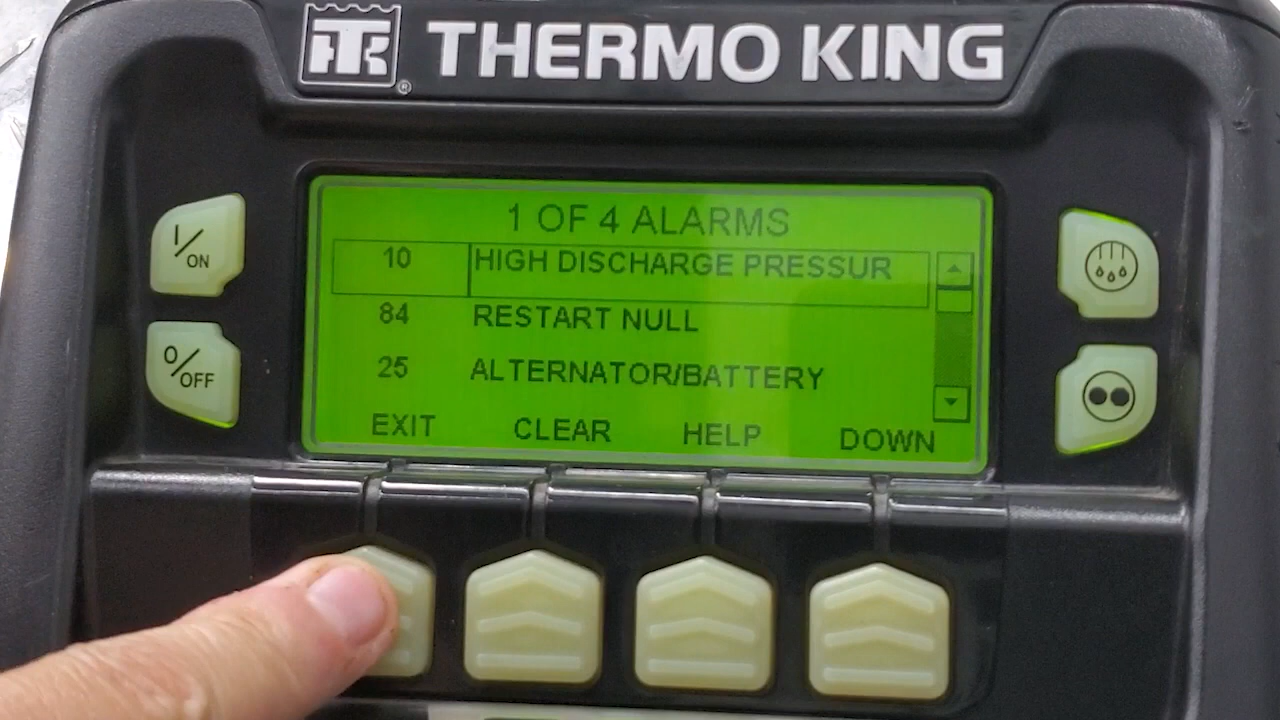 THERMO KING
®
1 OF 4 ALARMS
10 HIGH DISCHARGE PRESSUR
84 RESTART NULL
25 ALTERNATOR/BATTERY
EXIT CLEAR HELP DOWN
I/ON
O/OFF